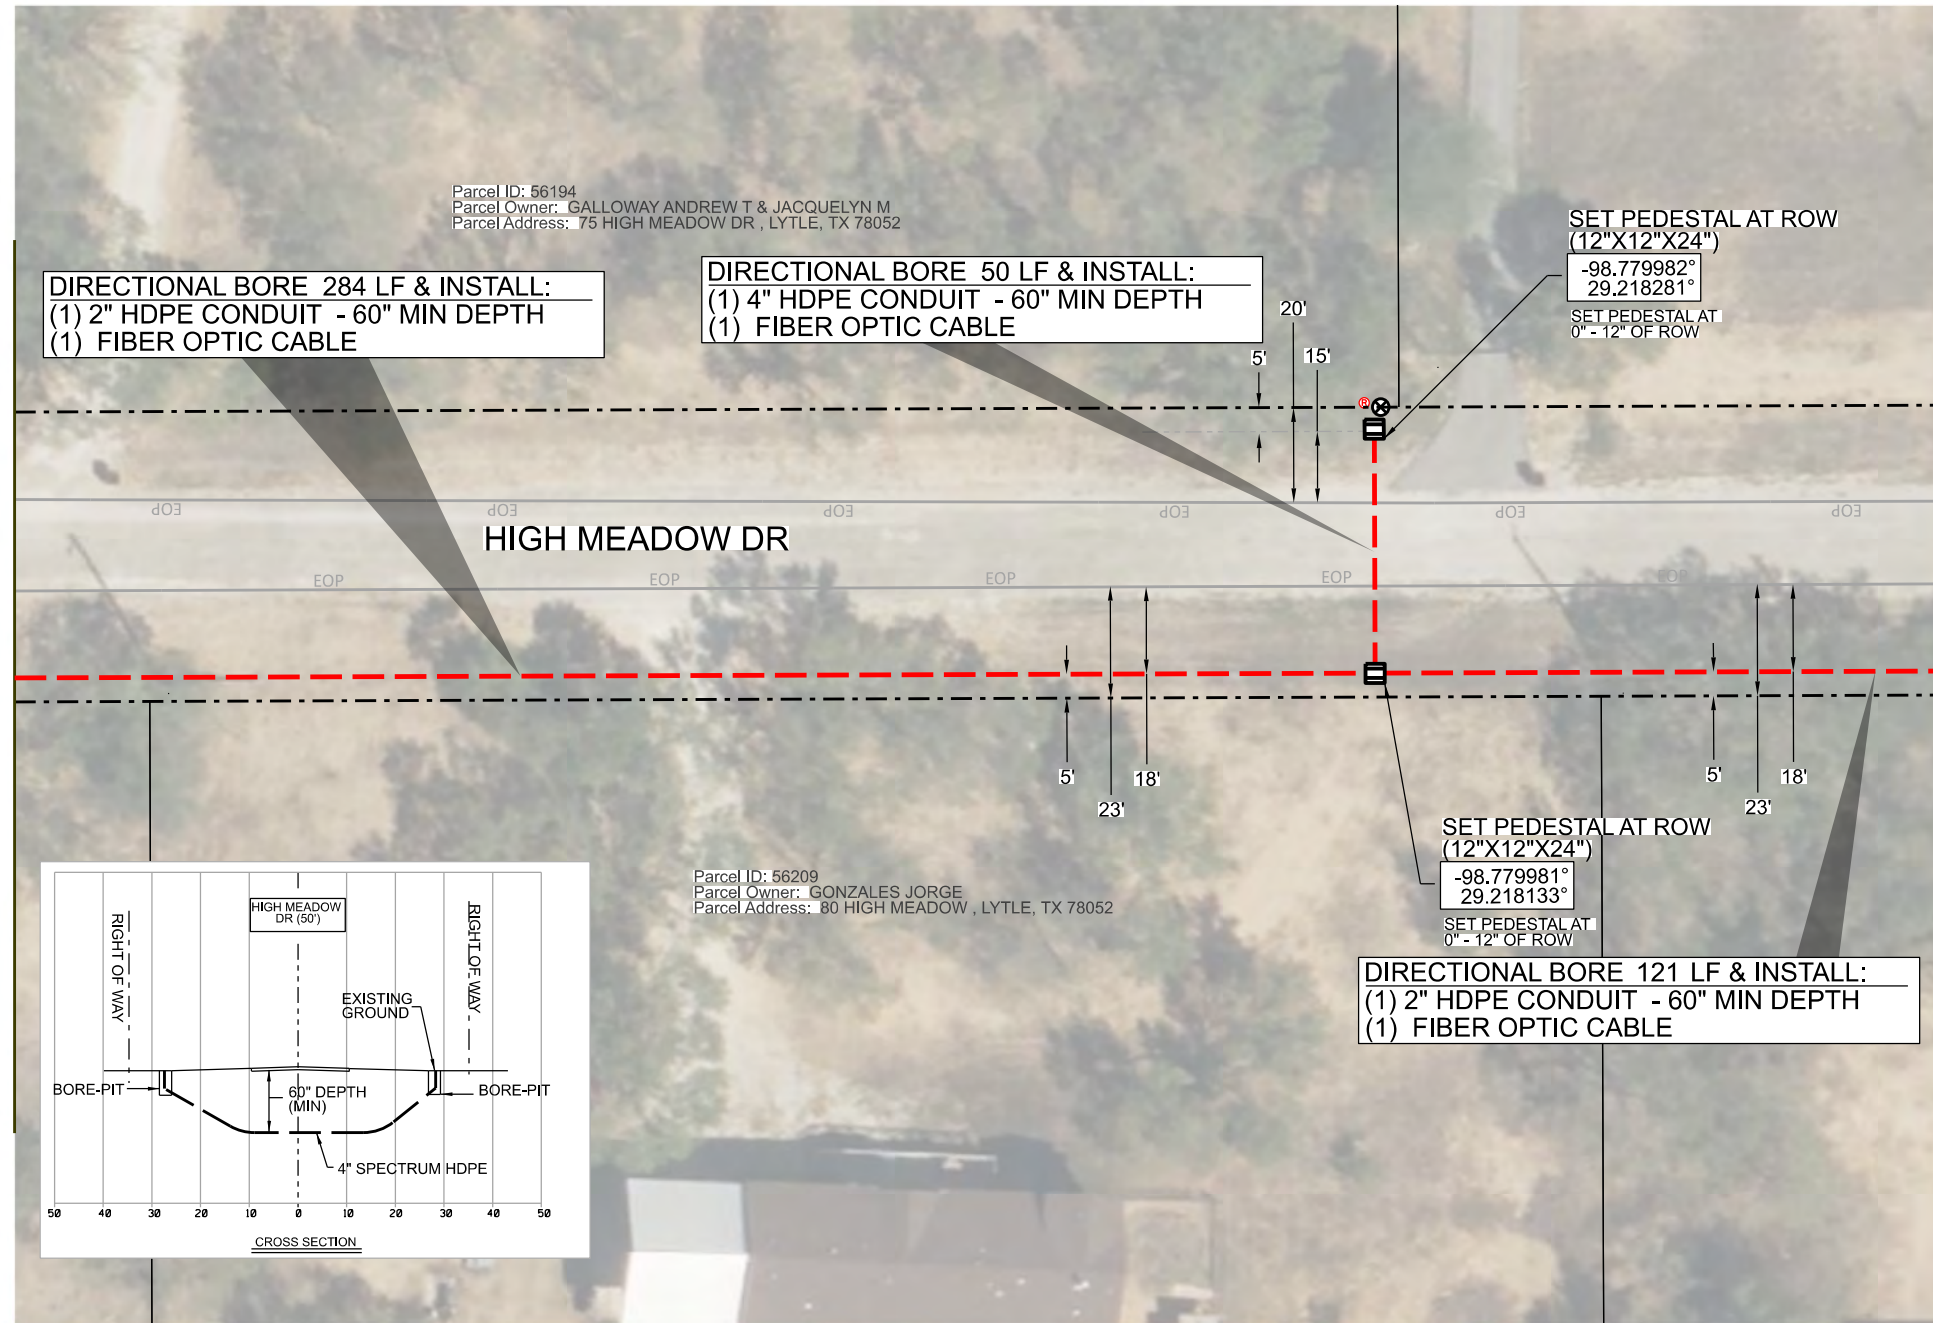 Parcel ID: 56194
Parcel Owner: GALLOWAY ANDREW T & JACQUELYN M
Parcel Address: 75 HIGH MEADOW DR , LYTLE, TX 78052
SET PEDESTAL AT ROW
(12"X12"X24")
-98.779982°
29.218281°
SET PEDESTAL AT
0" - 12" OF ROW
DIRECTIONAL BORE 284 LF & INSTALL:
(1) 2" HDPE CONDUIT - 60" MIN DEPTH
(1) FIBER OPTIC CABLE
DIRECTIONAL BORE 50 LF & INSTALL:
(1) 4" HDPE CONDUIT - 60" MIN DEPTH
(1) FIBER OPTIC CABLE
20'
5'
15'
®
EOP
EOP
EOP
EOP
EOP
EOP
HIGH MEADOW DR
EOP
EOP
EOP
EOP
EOP
5'
23'
18'
5'
23'
18'
SET PEDESTAL AT ROW
(12"X12"X24")
-98.779981°
29.218133°
SET PEDESTAL AT
0" - 12" OF ROW
Parcel ID: 56209
Parcel Owner: GONZALES JORGE
Parcel Address: 80 HIGH MEADOW , LYTLE, TX 78052
DIRECTIONAL BORE 121 LF & INSTALL:
(1) 2" HDPE CONDUIT - 60" MIN DEPTH
(1) FIBER OPTIC CABLE
HIGH MEADOW
DR (50')
RIGHT OF WAY
RIGHT OF WAY
EXISTING
GROUND
BORE-PIT
60" DEPTH
(MIN)
BORE-PIT
4" SPECTRUM HDPE
50 40 30 20 10 0 10 20 30 40 50
CROSS SECTION